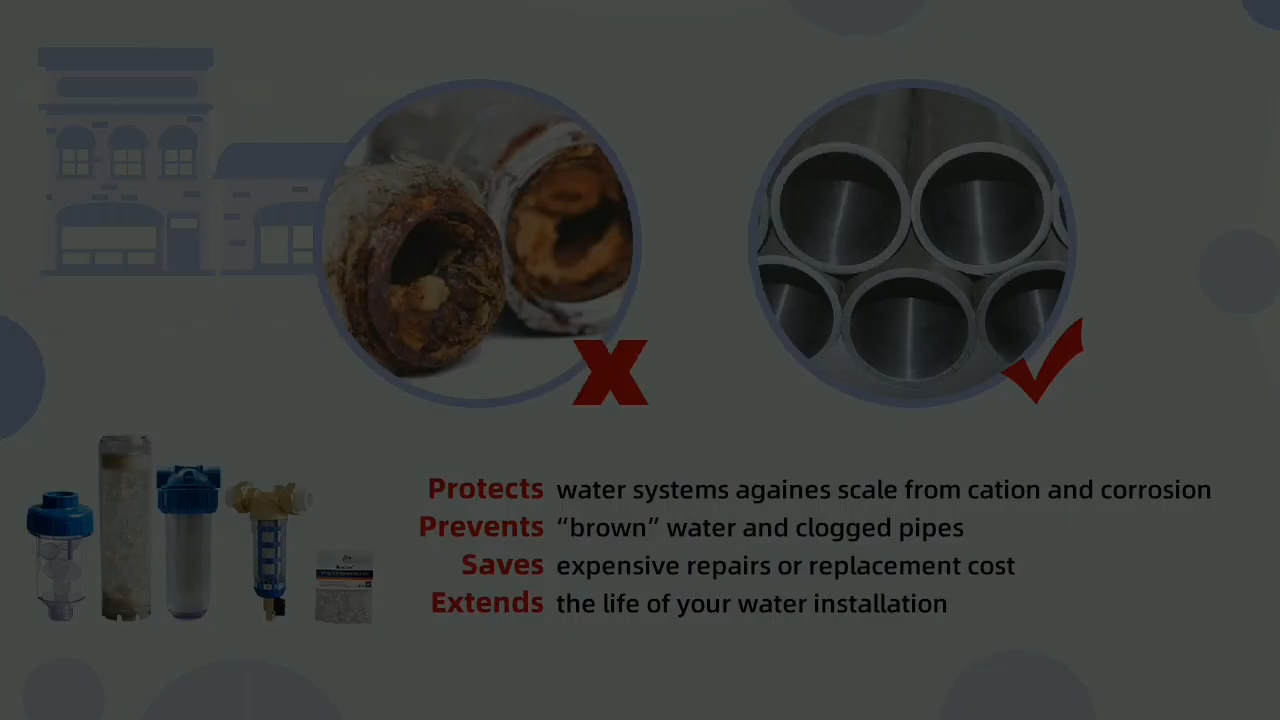 Protects water systems againes scale from cation and corrosion
Prevents “brown” water and clogged pipes
Saves expensive repairs or replacement cost
Extends the life of your water installation